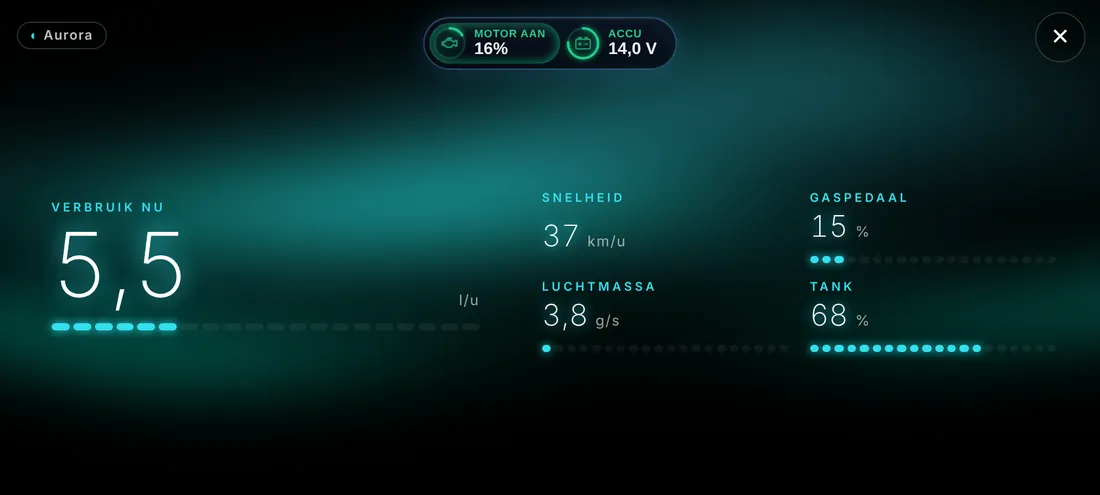 Aurora
MOTOR AAN
16%
ACCU
14,0 V
VERBRUIK NU
5,5
l/u
SNELHEID
37 km/u
GASPEDAAL
15 %
LUCHTMASSA
3,8 g/s
TANK
68 %